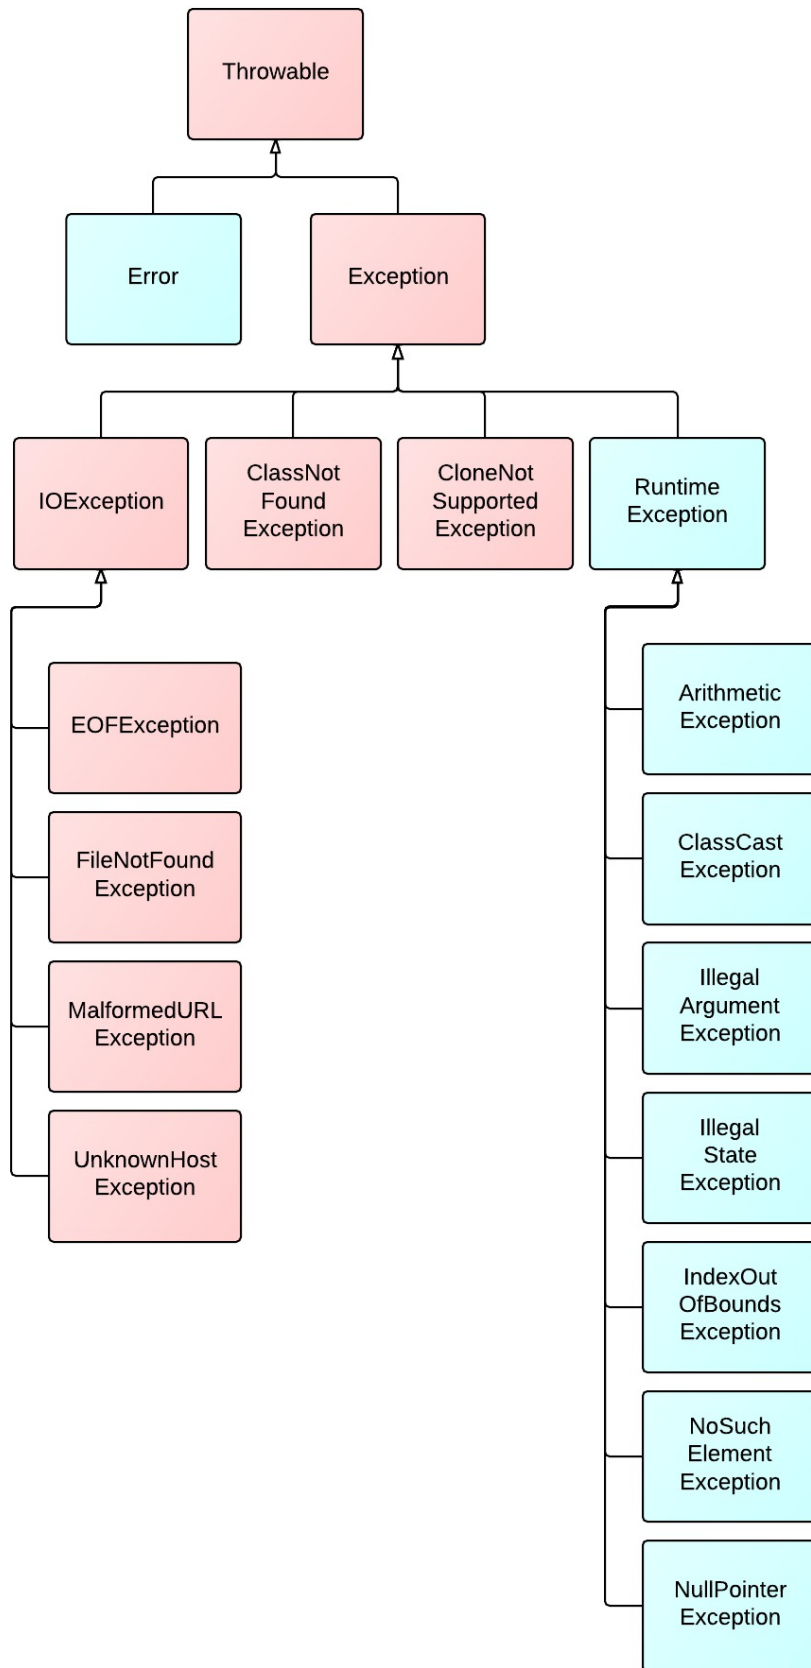 Throwable
Error
Exception
IOException
ClassNot
Found
Exception
CloneNot
Supported
Exception
Runtime
Exception
EOFException
FileNotFound
Exception
MalformedURL
Exception
UnknownHost
Exception
Arithmetic
Exception
ClassCast
Exception
Illegal
Argument
Exception
Illegal
State
Exception
IndexOut
OfBounds
Exception
NoSuch
Element
Exception
NullPointer
Exception